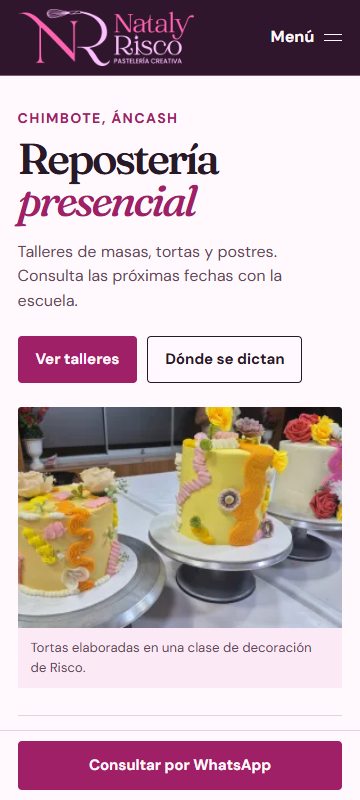 Nataly
Risco
PASTELERÍA CREATIVA
Menú
CHIMBOTE, ÁNCASH
Repostería
presencial
Talleres de masas, tortas y postres.
Consulta las próximas fechas con la
escuela.
Ver talleres
Dónde se dictan
Tortas elaboradas en una clase de decoración
de Risco.
Consultar por WhatsApp